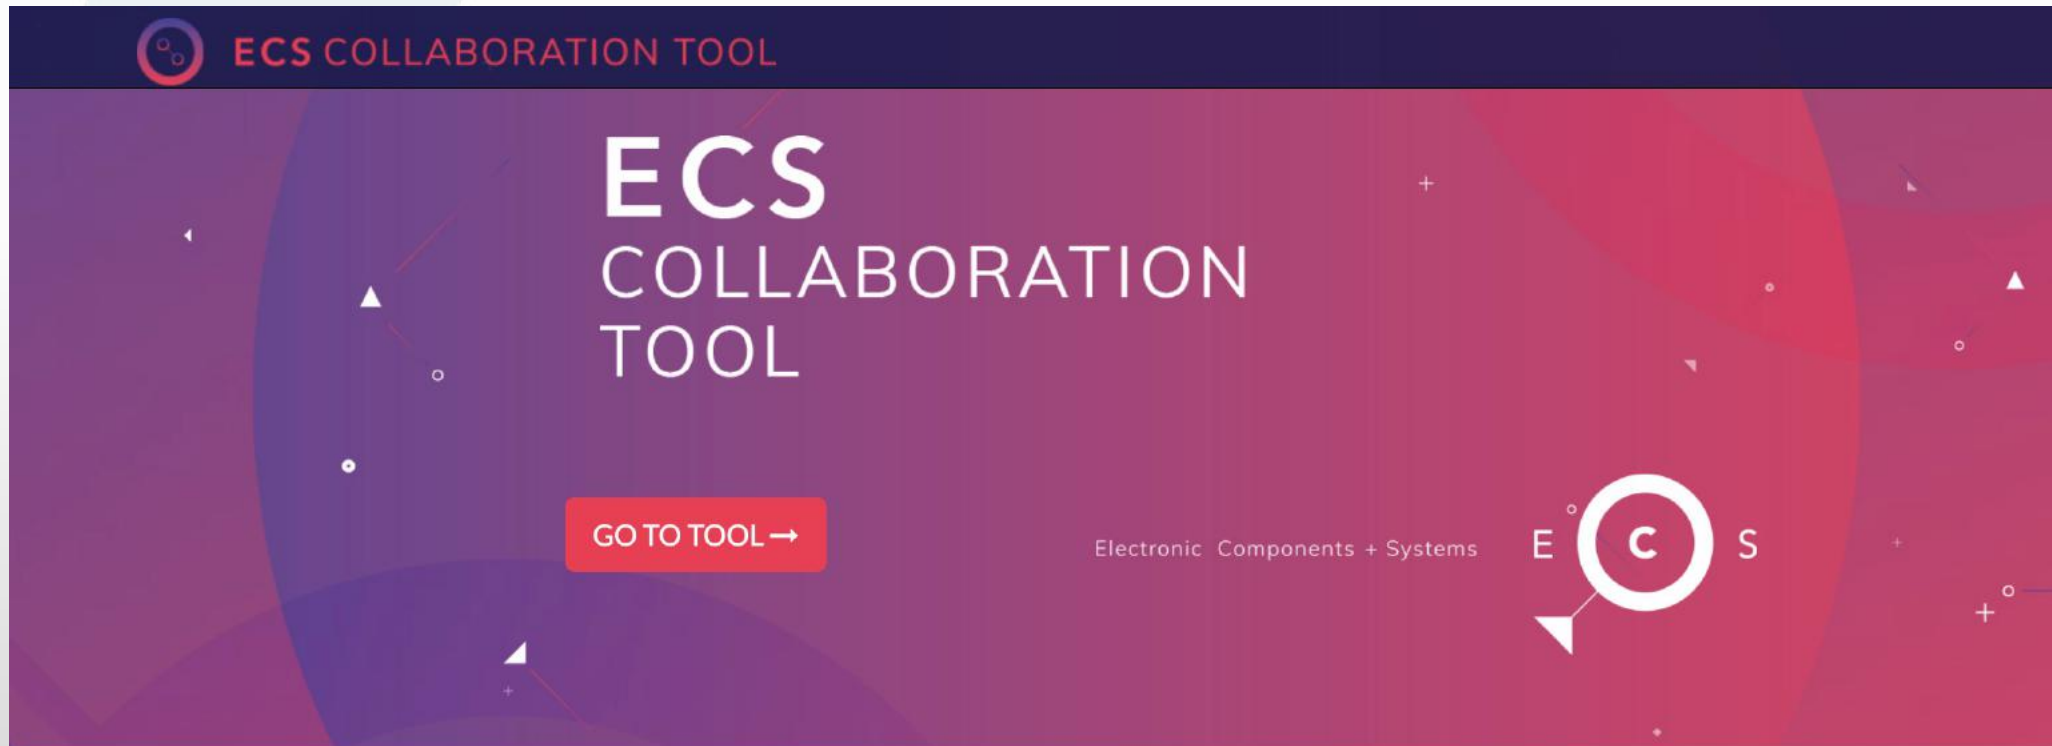 ECS COLLABORATION TOOL
ECS
COLLABORATION
TOOL
GO TO TOOL→
Electronic Components + Systems
E C S